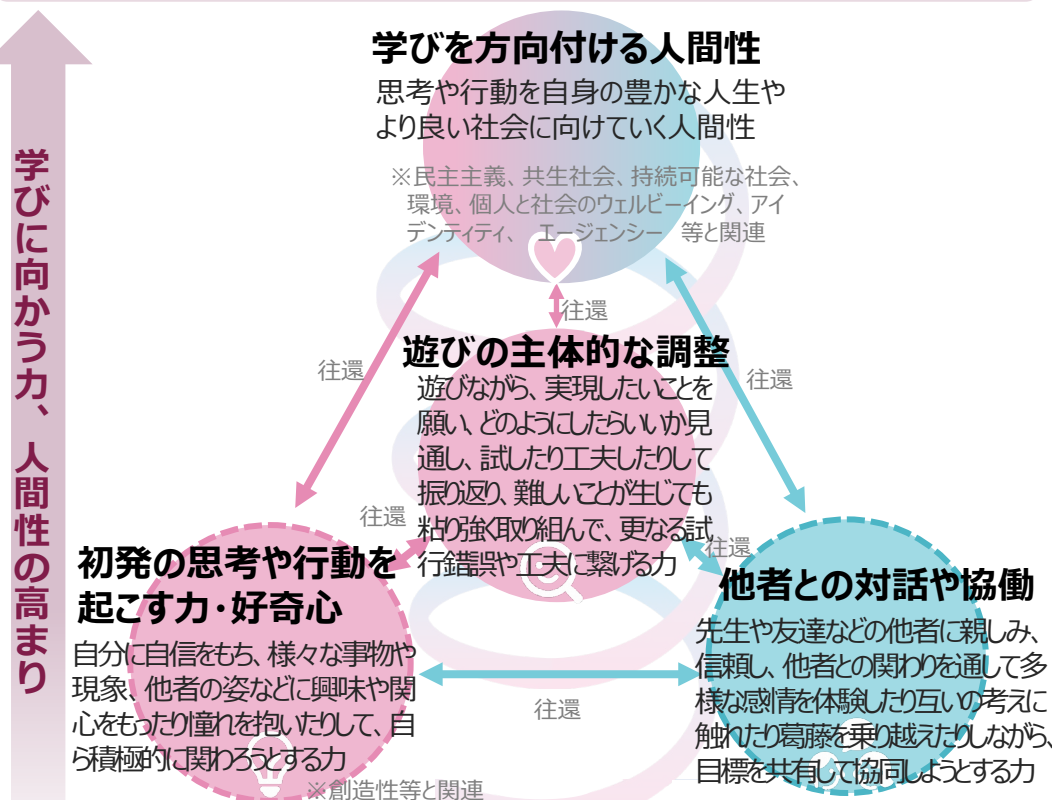 学びに向かう力、人間性の高まり
学びを方向付ける人間性
思考や行動を自身の豊かな人生や
より良い社会に向けていく人間性
※民主主義、共生社会、持続可能な社会、
環境、個人と社会のウェルビーイング、アイ
デンティティ、 エージェンシー 等と関連
往還
往還
往還
遊びの主体的な調整
遊びながら、実現したいことを
願い、どのようにしたらいいか見
通し、試したり工夫したりして
振り返り、難しいことが生じても
粘り強く取り組んで、更なる試
行錯誤や工夫に繋げる力
往還
往還
初発の思考や行動を
起こす力・好奇心
自分に自信をもち、様々な事物や
現象、他者の姿などに興味や関
心をもったり憧れを抱いたりして、自
ら積極的に関わろうとする力
※創造性等と関連
往還
他者との対話や協働
先生や友達などの他者に親しみ、
信頼し、他者との関わりを通して多
様な感情を体験したり互いの考えに
触れたり葛藤を乗り越えたりしながら、
目標を共有して協同しようとする力